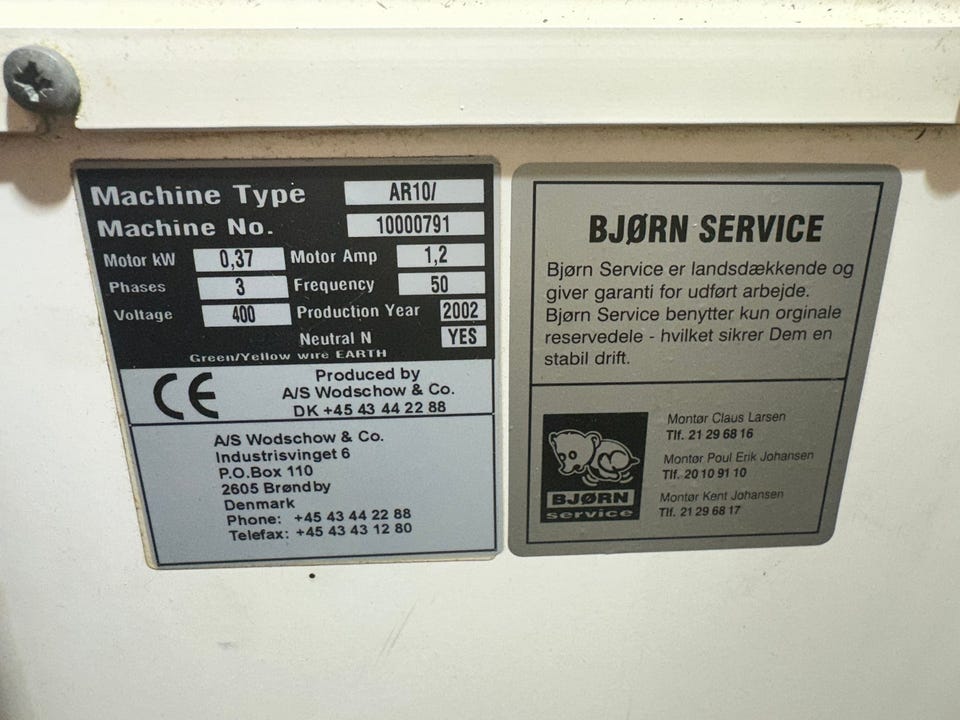 Machine Type AR10/
Machine No. 10000791
Motor kW 0,37 Motor Amp 1,2
Phases 3 Frequency 50
Voltage 400 Production Year 2002
Neutral N YES
Green/Yellow wire EARTH
CE Produced by
A/S Wodschow & Co.
DK +45 43 44 22 88
A/S Wodschow & Co.
Industrisvinget 6
P.O.Box 110
2605 Brøndby
Denmark
Phone: +45 43 44 22 88
Telefax: +45 43 43 12 80
BJØRN SERVICE
Bjørn Service er landsdækkende og
giver garanti for udført arbejde.
Bjørn Service benytter kun orginale
reservedele - hvilket sikrer Dem en
stabil drift.
BJØRN
service
Montør Claus Larsen
Tlf. 21 29 68 16
Montør Poul Erik Johansen
Tlf. 20 10 91 10
Montør Kent Johansen
Tlf. 21 29 68 17